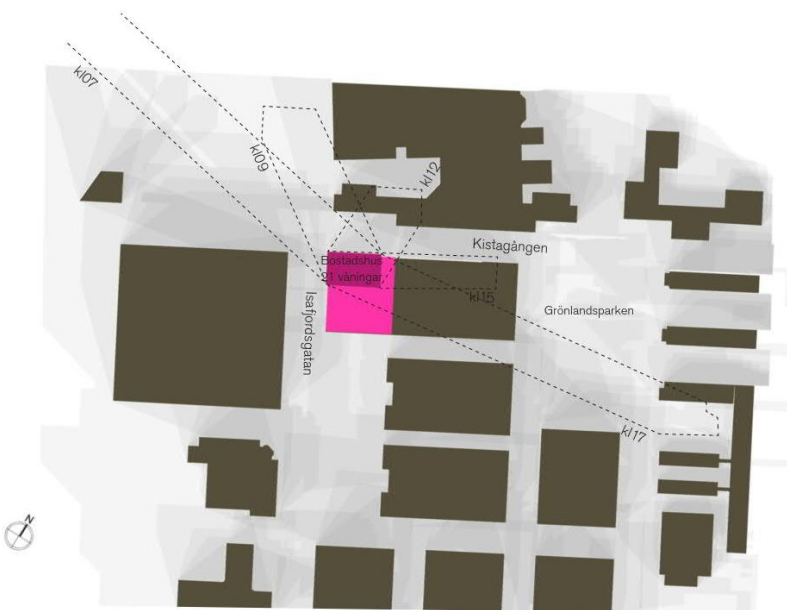 kl07
kl09
kl12
Kistagången
Bostadshus
21 våningar
kl15
Isafjordsgatan
Grönlandsparken
kl17
N